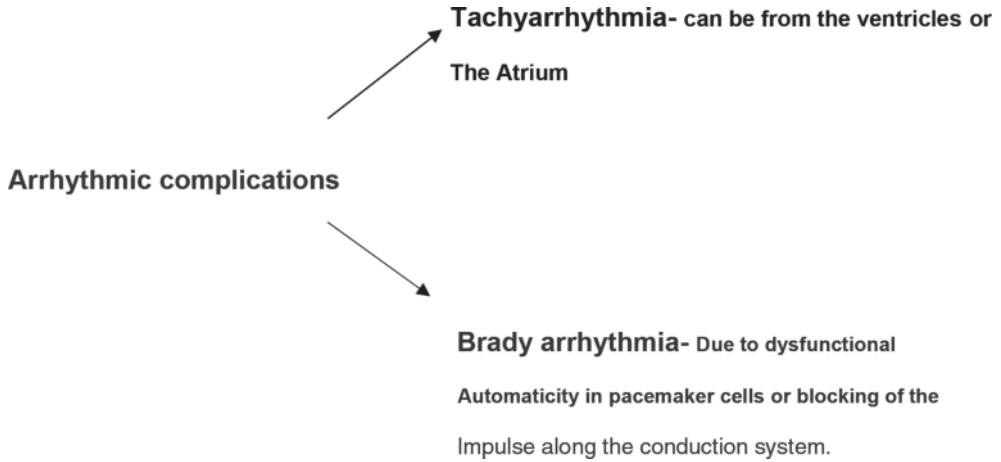 Tachyarrhythmia- can be from the ventricles or
The Atrium
Arrhythmic complications
Brady arrhythmia- Due to dysfunctional
Automaticity in pacemaker cells or blocking of the
Impulse along the conduction system.